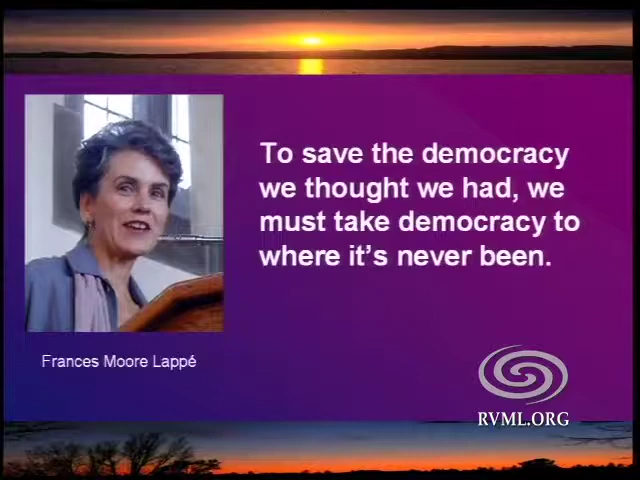 To save the democracy
we thought we had, we
must take democracy to
where it's never been.
Frances Moore Lappé
RVML.ORG